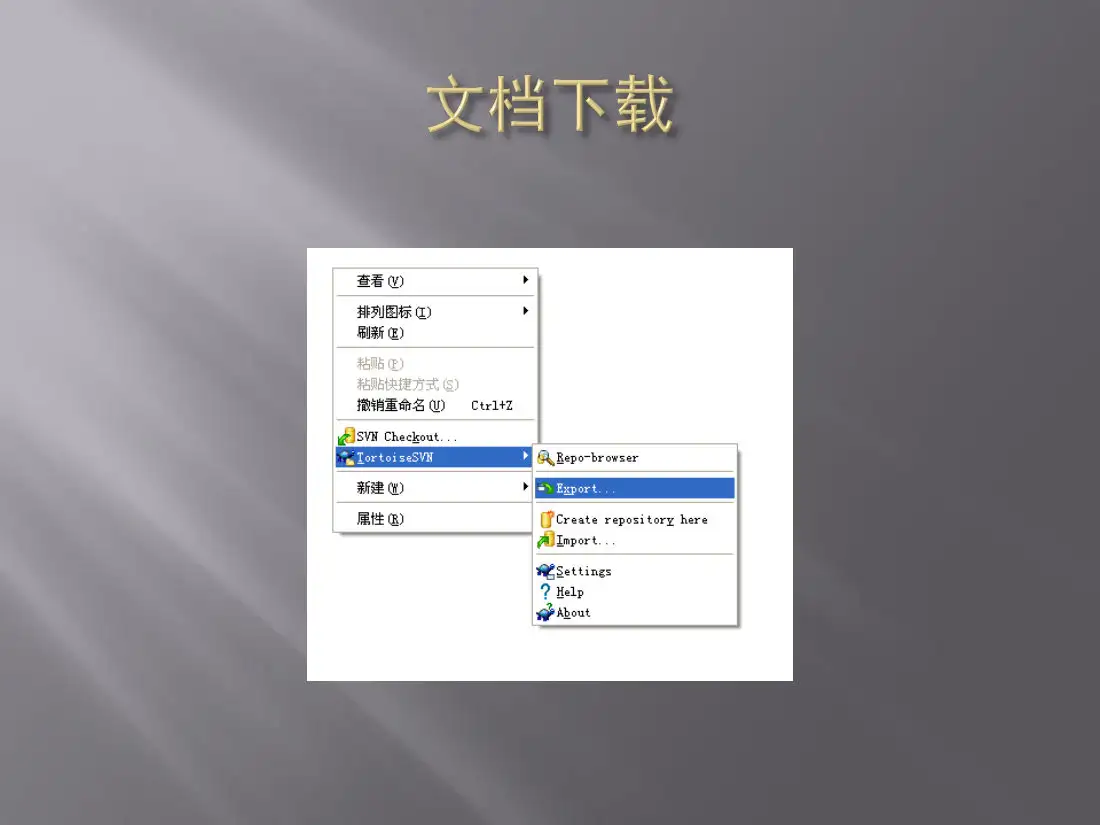 文档下载
查看(V)
排列图标(I)
刷新(E)
粘贴(P)
粘贴快捷方式(S)
撤销重命名(U) Ctrl+Z
SVN Checkout...
TortoiseSVN
新建(W)
属性(R)
Repo-browser
Export...
Create repository here
Import...
Settings
Help
About